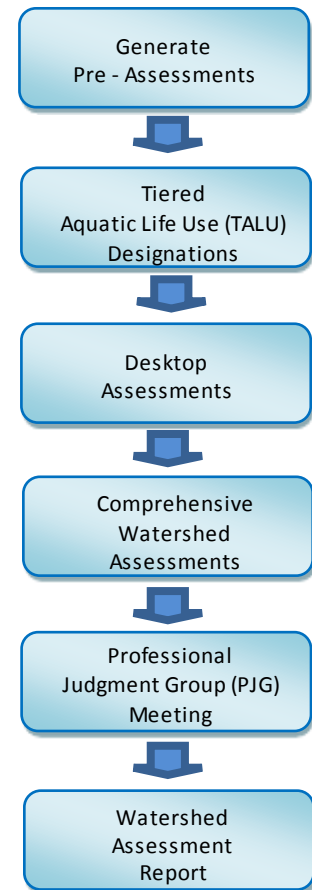 Generate
Pre - Assessments
Tiered
Aquatic Life Use (TALU)
Designations
Desktop
Assessments
Comprehensive
Watershed
Assessments
Professional
Judgment Group (PJG)
Meeting
Watershed
Assessment
Report